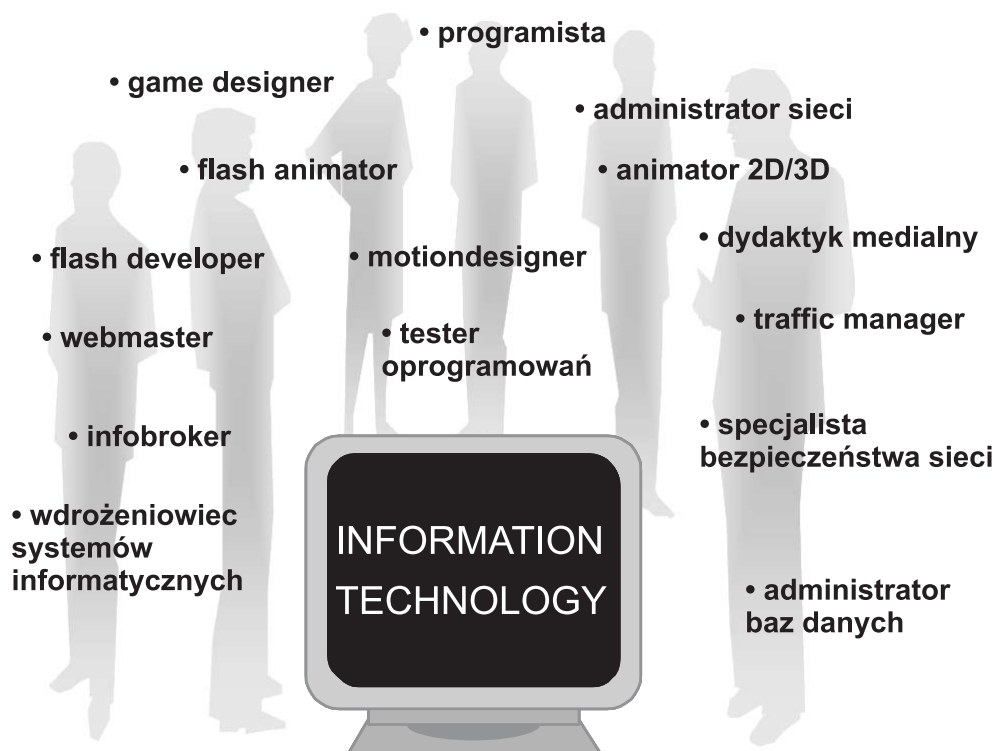 • programista
• game designer
• administrator sieci
• flash animator
• animator 2D/3D
• dydaktyk medialny
• flash developer
• motiondesigner
• traffic manager
• webmaster
• tester
oprogramowań
• infobroker
• specjalista
bezpieczeństwa sieci
• wdrożeniowiec
systemów
informatycznych
INFORMATION
TECHNOLOGY
• administrator
baz danych